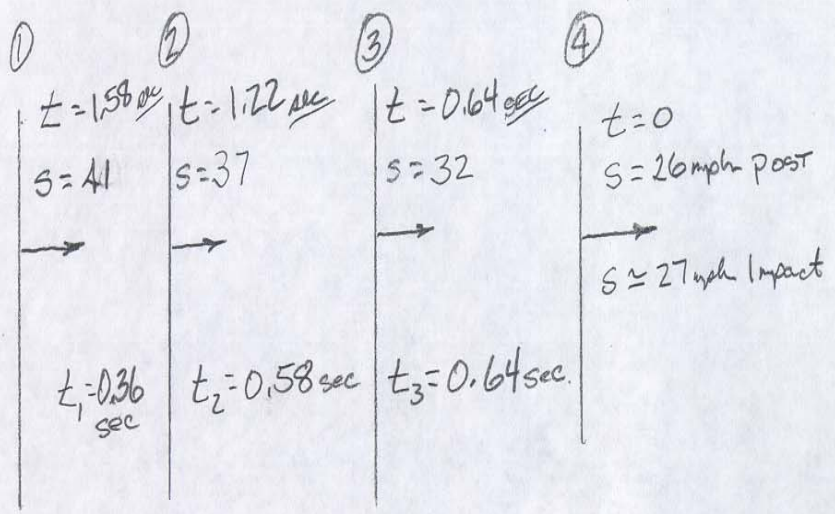 ① ② ③ ④
t = 1.58 sec t = 1.22 sec t = 0.64 sec t = 0
s = 41 s = 37 s = 32 s = 26 mph post
s ≃ 27 mph Impact
t₁ = 0.36 sec t₂ = 0.58 sec t₃ = 0.64 sec.